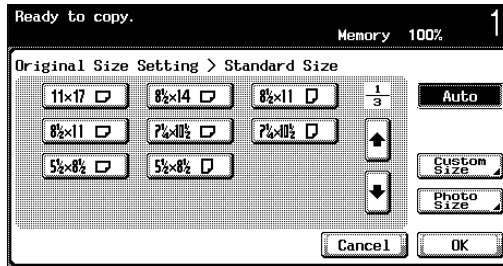 Ready to copy.
1
Memory 100%
Original Size Setting > Standard Size
11×17
8½×14
8½×11
1/3
Auto
8½×11
7¼×10½
7¼×10½
5½×8½
5½×8½
Custom
Size
Photo
Size
Cancel
OK